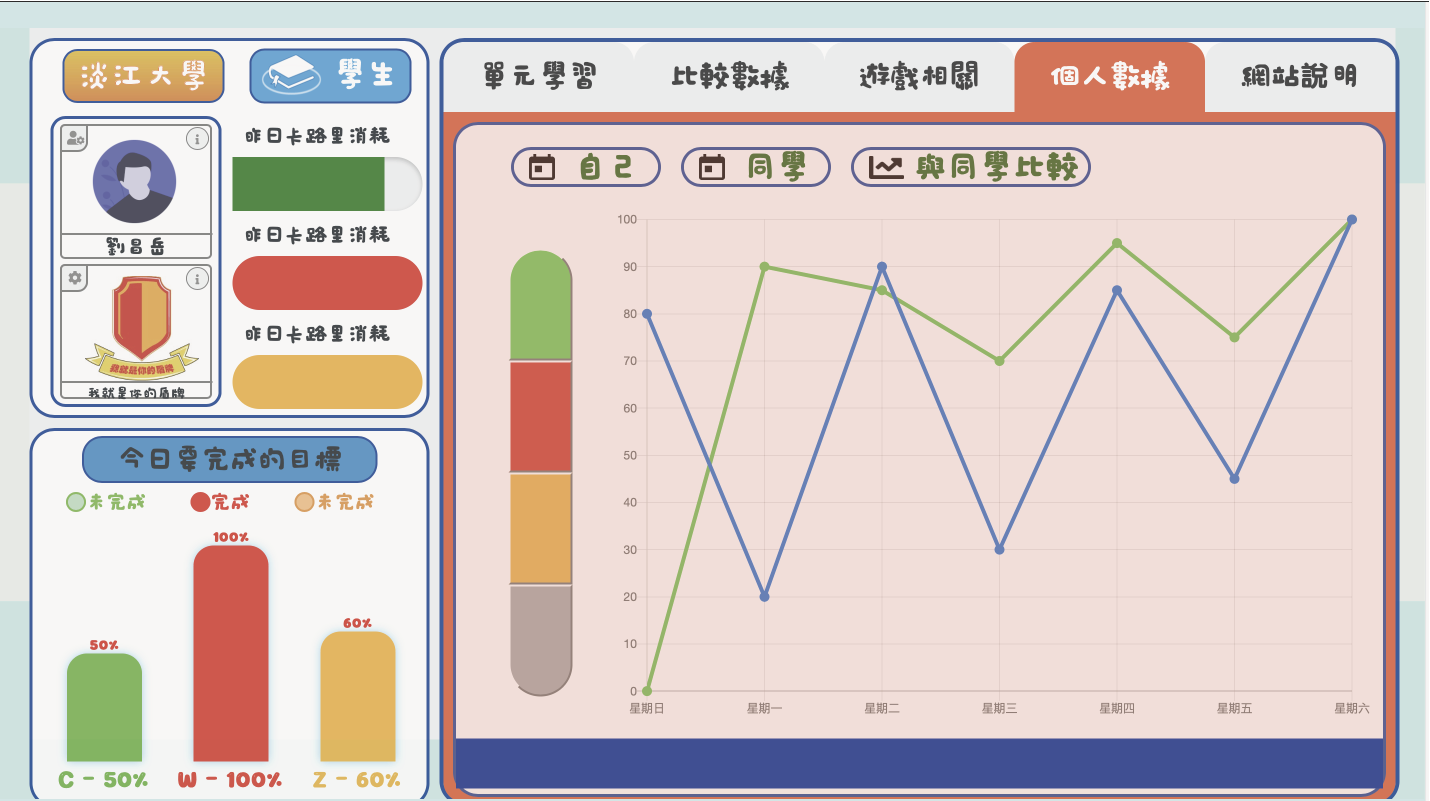 淡江大學
學生
劉昌岳
我就是你的盾牌
我就是你的盾牌
昨日卡路里消耗
昨日卡路里消耗
昨日卡路里消耗
今日要完成的目標
未完成 完成 未完成
50%
100%
60%
C - 50% W - 100% Z - 60%
單元學習 比較數據 遊戲相關 個人數據 網站說明
自己 同學 與同學比較
100
90
80
70
60
50
40
30
20
10
0
星期日 星期一 星期二 星期三 星期四 星期五 星期六